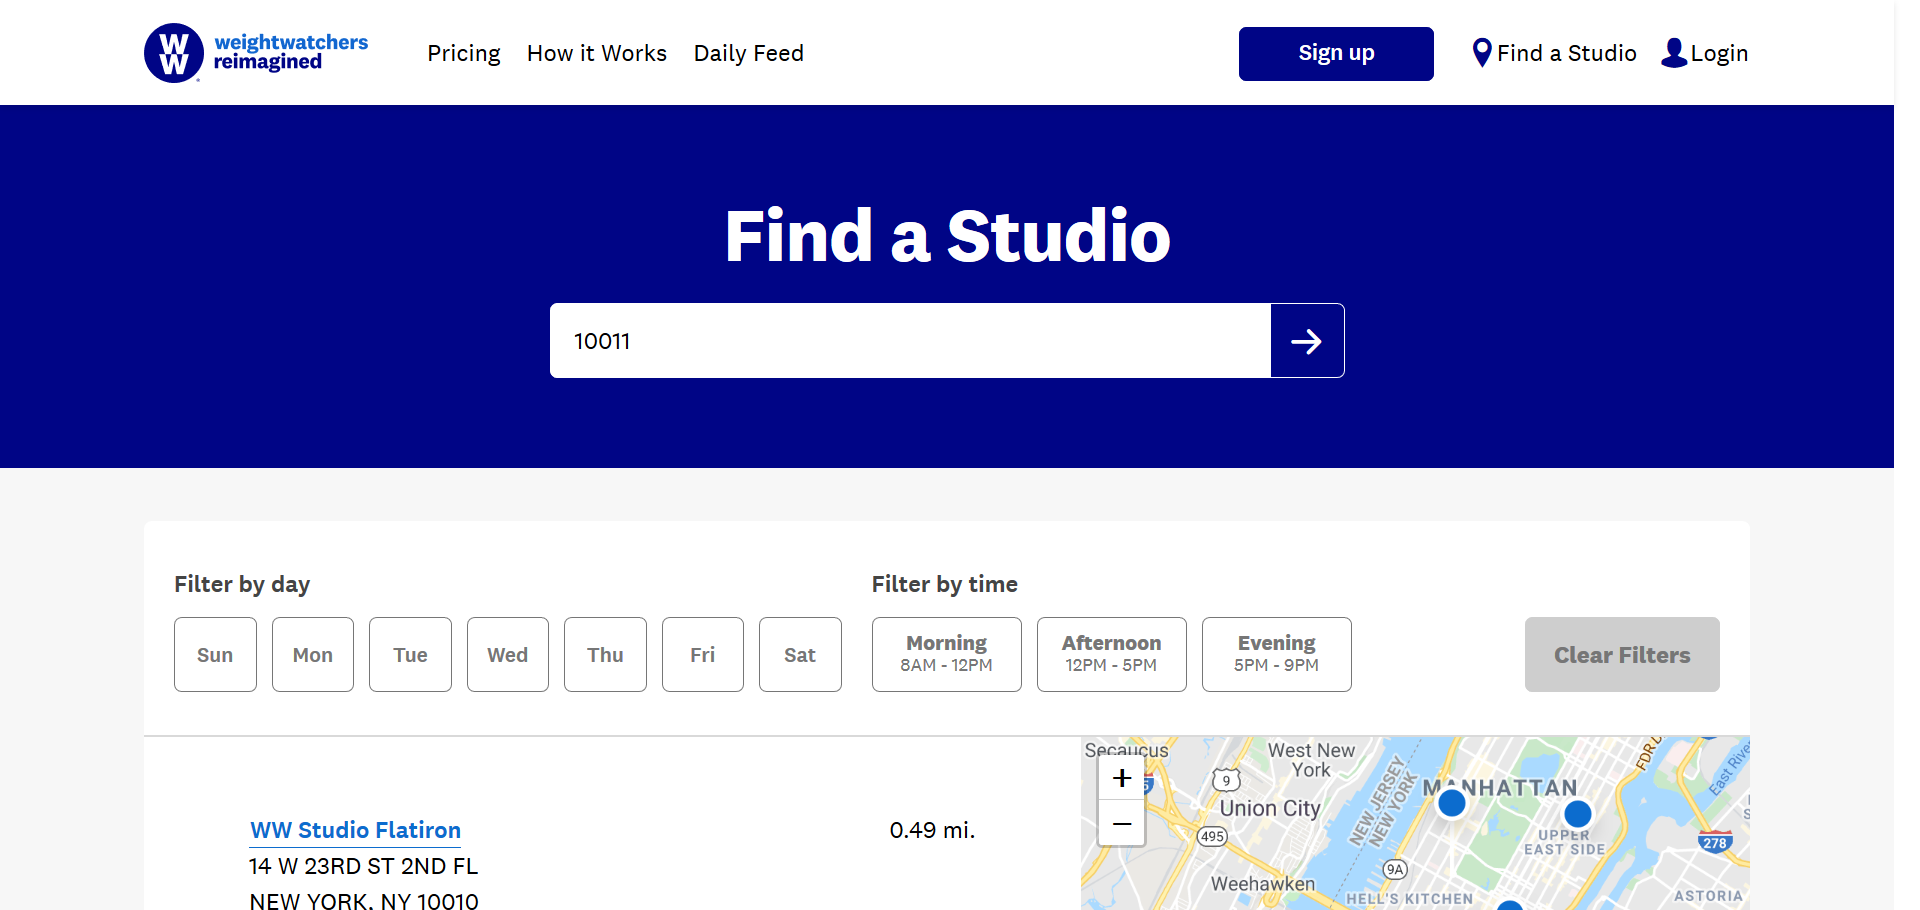 WW weightwatchers reimagined
Pricing How it Works Daily Feed
Sign up
Find a Studio
Login
Find a Studio
10011
Filter by day
Sun Mon Tue Wed Thu Fri Sat
Filter by time
Morning
8AM - 12PM
Afternoon
12PM - 5PM
Evening
5PM - 9PM
Clear Filters
WW Studio Flatiron
0.49 mi.
14 W 23RD ST 2ND FL
NEW YORK, NY 10010
Secaucus
+
−
West New
York
9
Union City
495
NEW JERSEY
NEW YORK
MANHATTAN
UPPER
EAST SIDE
FDR D
East River
278
9A
Weehawken
HELL'S KITCHEN
ASTORIA